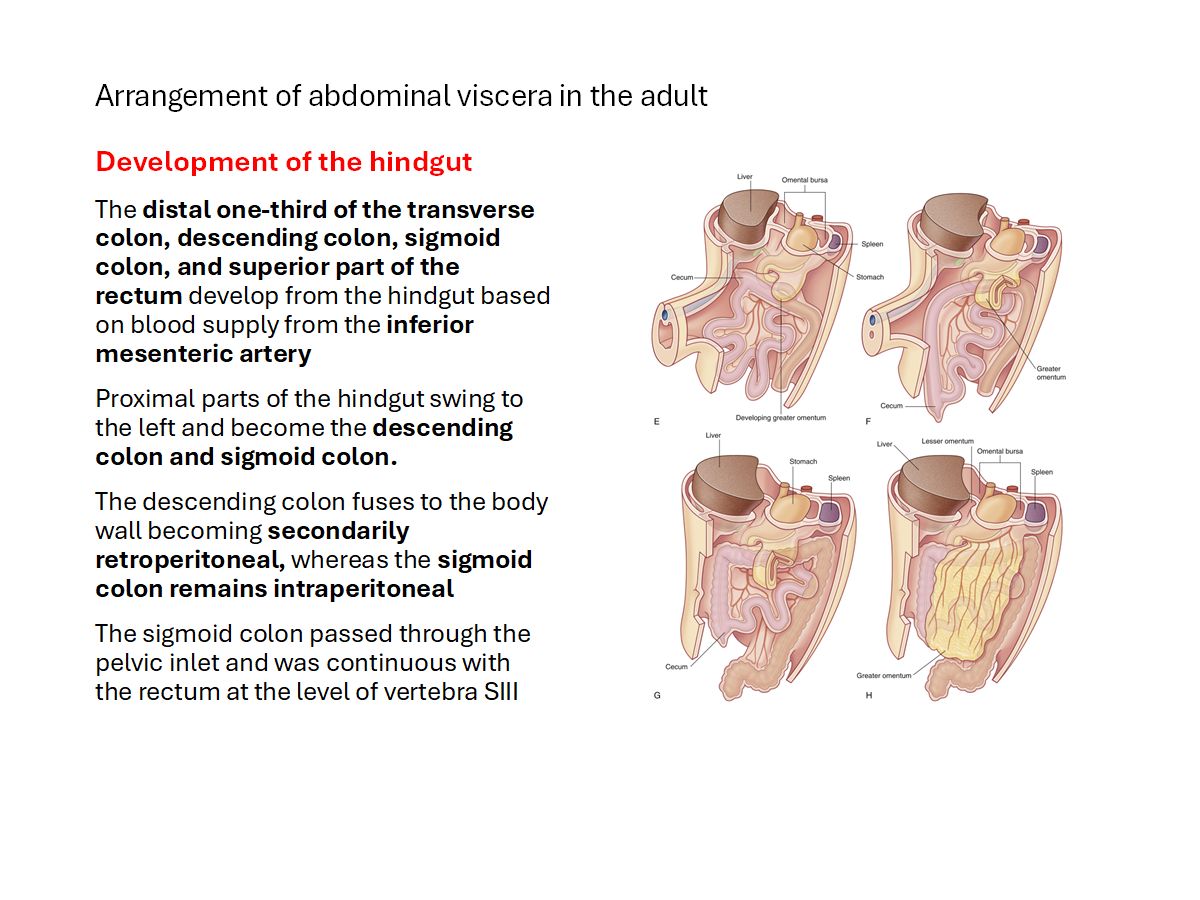 Arrangement of abdominal viscera in the adult
Development of the hindgut
The distal one-third of the transverse
colon, descending colon, sigmoid
colon, and superior part of the
rectum develop from the hindgut based
on blood supply from the inferior
mesenteric artery
Proximal parts of the hindgut swing to
the left and become the descending
colon and sigmoid colon.
The descending colon fuses to the body
wall becoming secondarily
retroperitoneal, whereas the sigmoid
colon remains intraperitoneal
The sigmoid colon passed through the
pelvic inlet and was continuous with
the rectum at the level of vertebra SIII
Liver
Omental bursa
Spleen
Cecum
Stomach
Developing greater omentum
E
Greater
omentum
Cecum
F
Liver
Stomach
Spleen
Cecum
G
Liver
Lesser omentum
Omental bursa
Spleen
Greater omentum
H